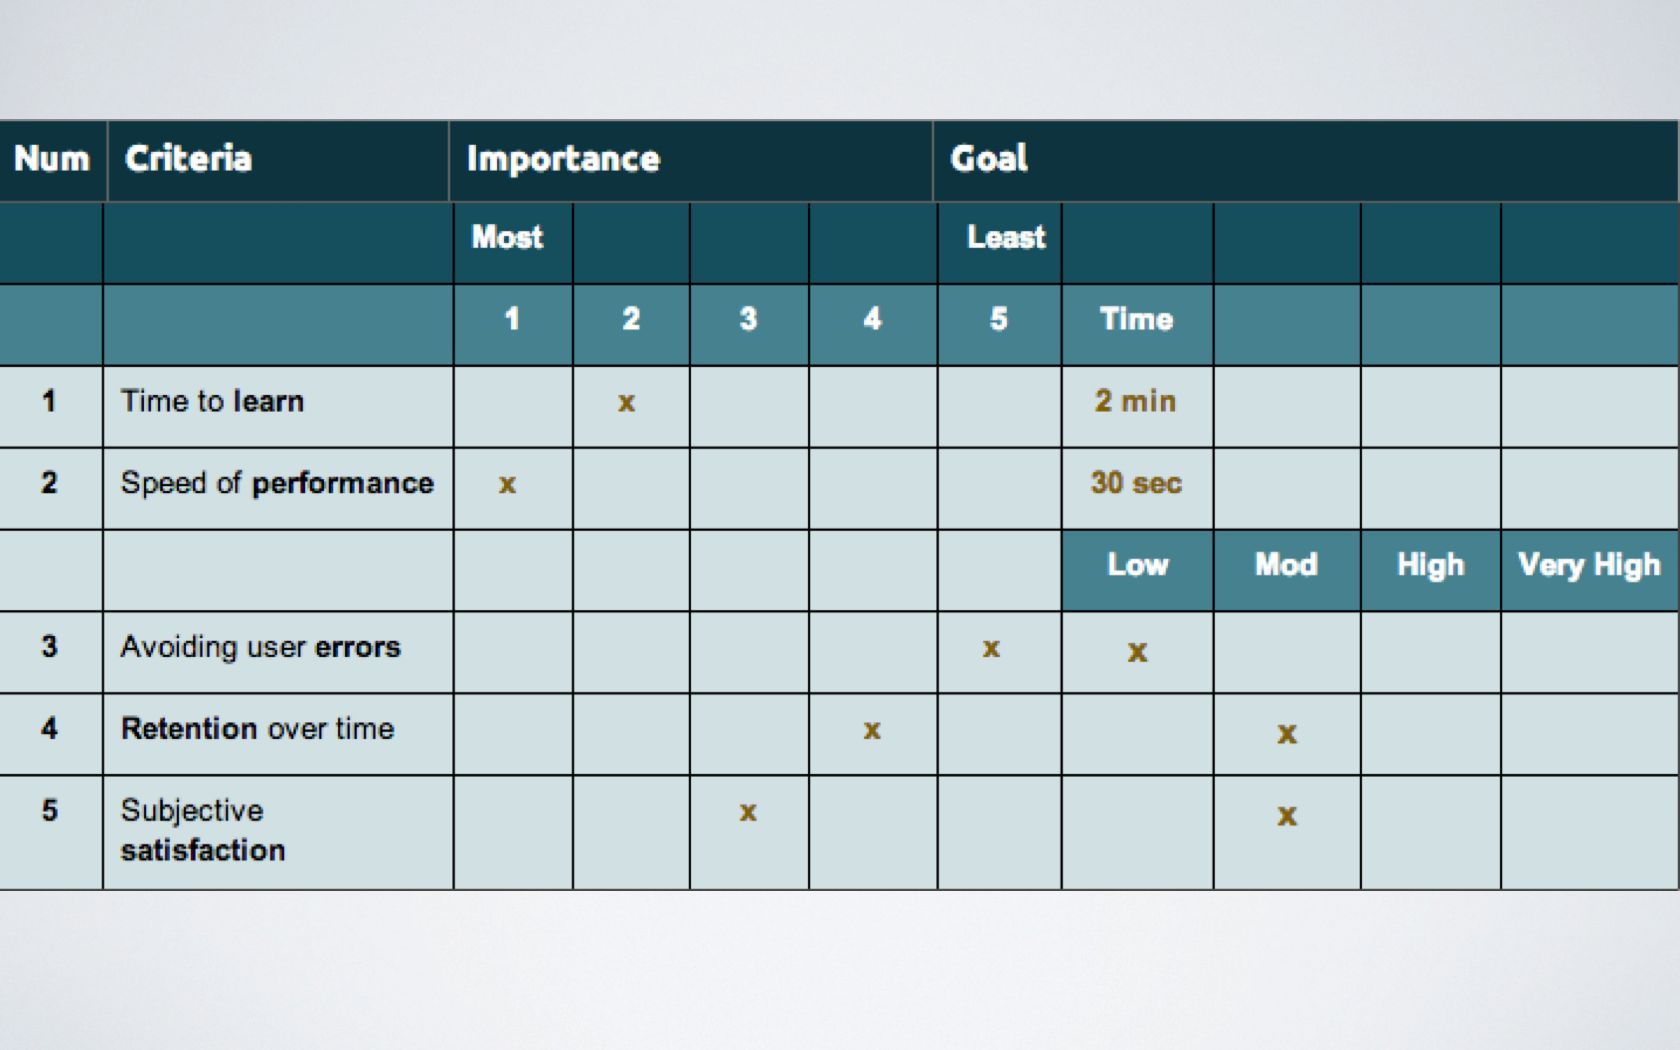 Num Criteria Importance Goal
Most Least
1 2 3 4 5 Time
1 Time to learn x 2 min
2 Speed of performance x 30 sec
Low Mod High Very High
3 Avoiding user errors x x
4 Retention over time x x
5 Subjective x x
satisfaction